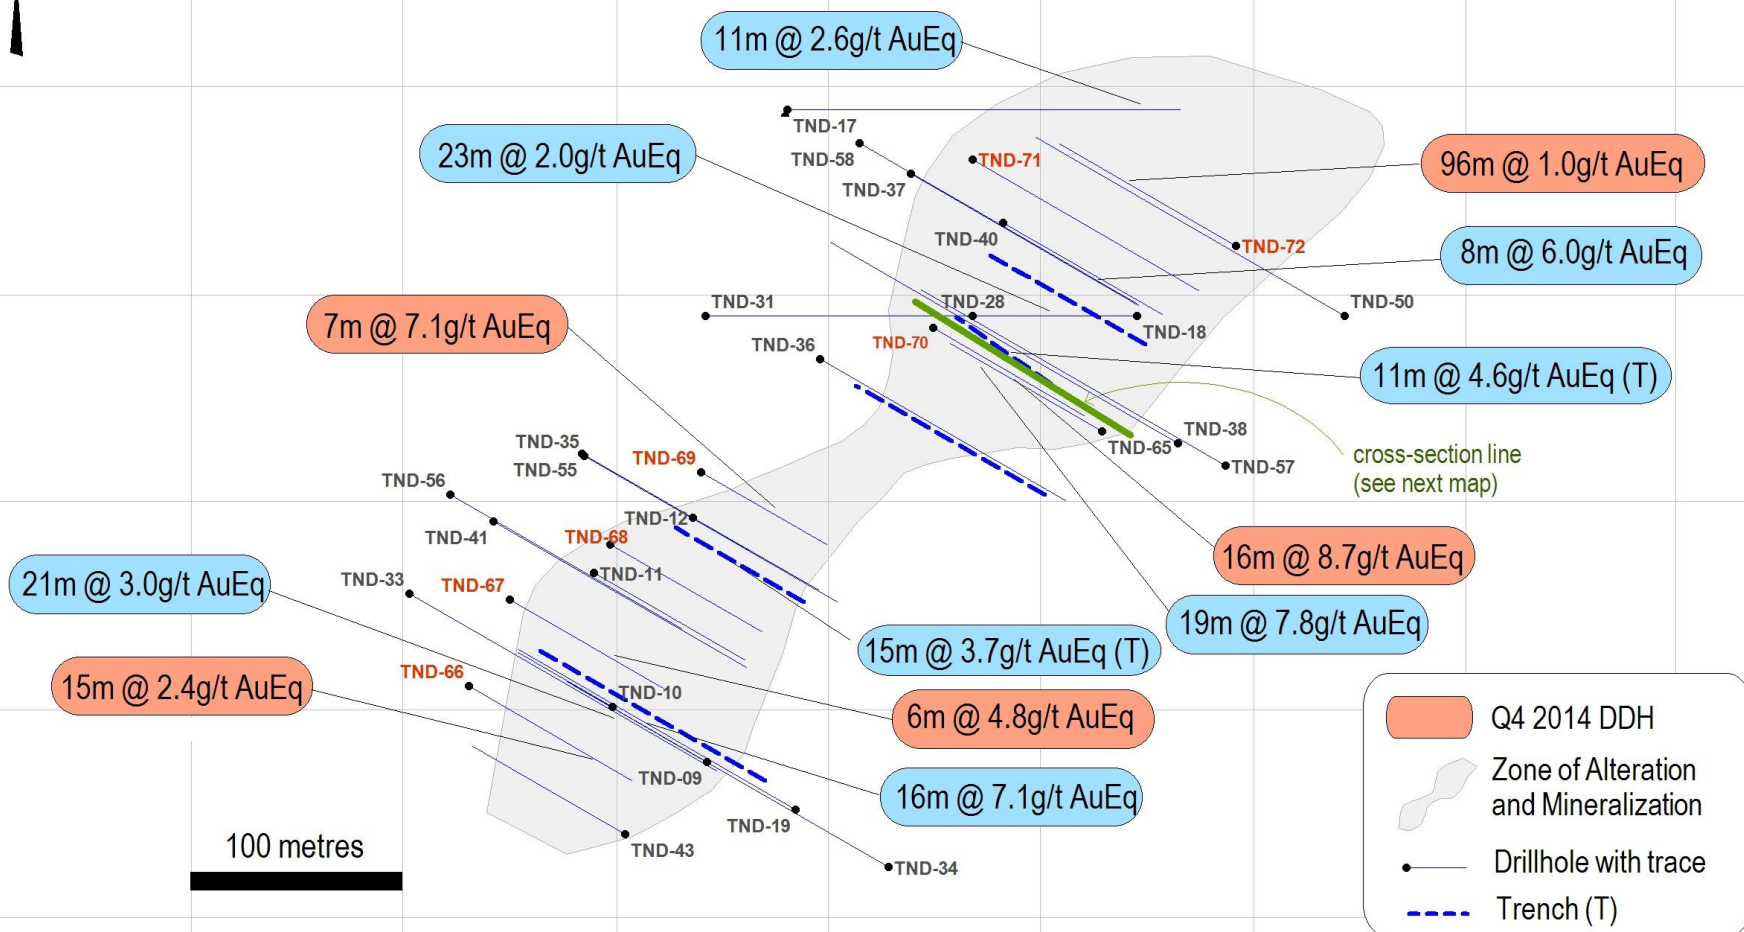 11m @ 2.6g/t AuEq
TND-17
23m @ 2.0g/t AuEq
TND-58
TND-71
96m @ 1.0g/t AuEq
TND-37
TND-40
TND-72
8m @ 6.0g/t AuEq
TND-31
TND-28
TND-50
7m @ 7.1g/t AuEq
TND-18
TND-36
TND-70
11m @ 4.6g/t AuEq (T)
TND-35
TND-38
TND-65
TND-55
TND-69
TND-57
cross-section line
(see next map)
TND-56
TND-12
TND-41
TND-68
16m @ 8.7g/t AuEq
TND-33
TND-11
21m @ 3.0g/t AuEq
TND-67
19m @ 7.8g/t AuEq
15m @ 3.7g/t AuEq (T)
TND-66
15m @ 2.4g/t AuEq
TND-10
6m @ 4.8g/t AuEq
Q4 2014 DDH
TND-09
Zone of Alteration
and Mineralization
16m @ 7.1g/t AuEq
TND-19
100 metres
TND-43
TND-34
Drillhole with trace
Trench (T)